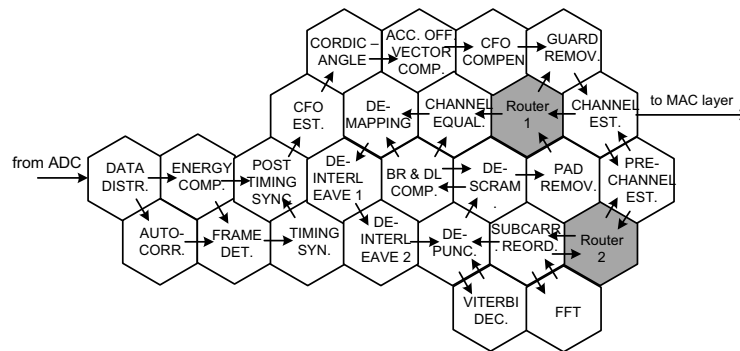 CORDIC –
ANGLE
ACC. OFF.
VECTOR
COMP.
CFO
COMPEN
GUARD
REMOV.
CFO
EST.
DE-
MAPPING
CHANNEL
EQUAL.
Router
1
CHANNEL
EST.
to MAC layer
from ADC
DATA
DISTR.
ENERGY
COMP.
POST
TIMING
SYNC
DE-
INTERL
EAVE 1
BR & DL
COMP.
DE-
SCRAM
.
PAD
REMOV.
PRE-
CHANNEL
EST.
AUTO-
CORR.
FRAME
DET.
TIMING
SYN.
DE-
INTERL
EAVE 2
DE-
PUNC.
SUBCARR
. REORD.
Router
2
VITERBI
DEC.
FFT